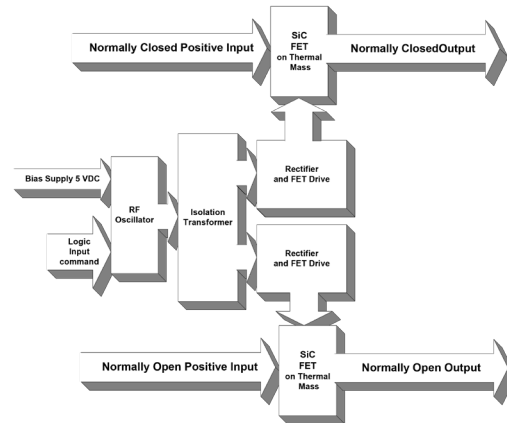 Normally Closed Positive Input
SiC
FET
on Thermal
Mass
Normally ClosedOutput
Bias Supply 5 VDC
RF
Oscillator
Isolation
Transformer
Rectifier
and FET Drive
Logic
Input
command
Rectifier
and FET Drive
Normally Open Positive Input
SiC
FET
on Thermal
Mass
Normally Open Output